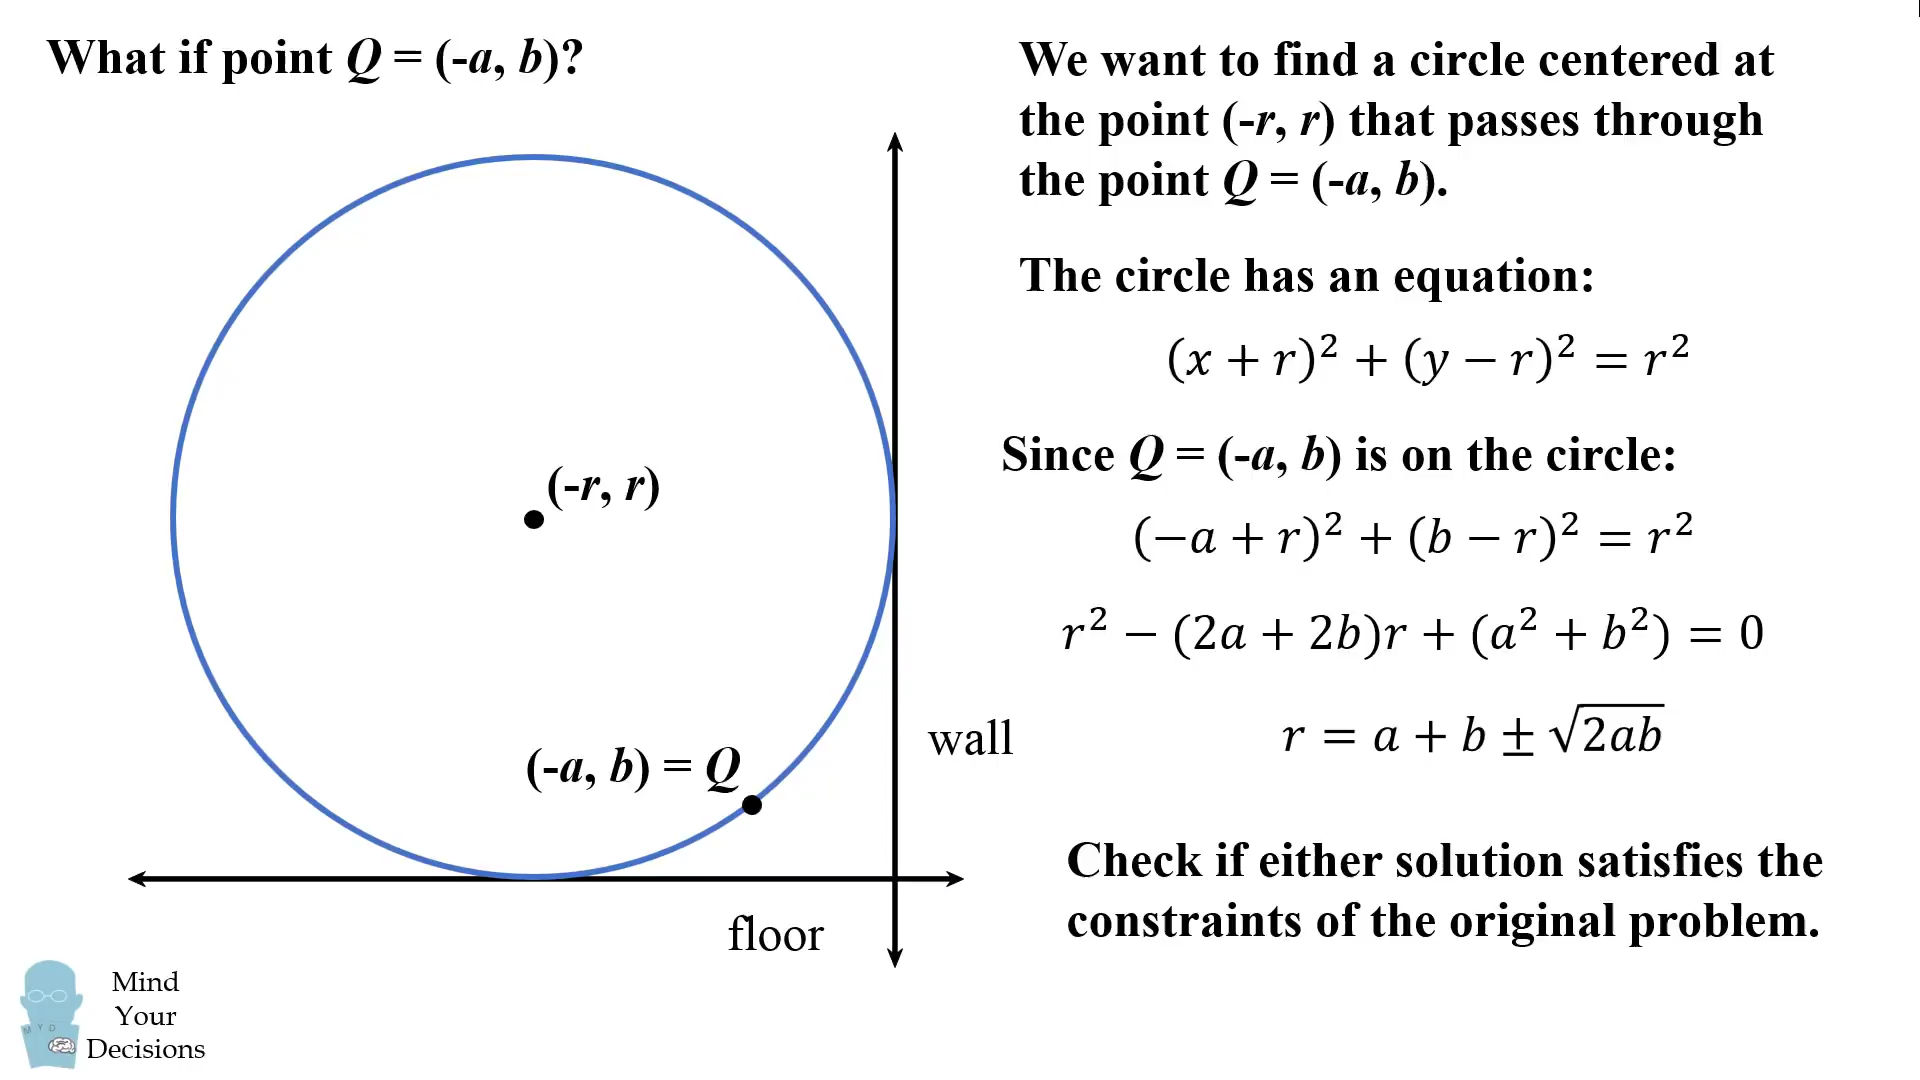 What if point Q = (-a, b)?
We want to find a circle centered at
the point (-r, r) that passes through
the point Q = (-a, b).
The circle has an equation:
(x + r)² + (y − r)² = r²
Since Q = (-a, b) is on the circle:
(−a + r)² + (b − r)² = r²
r² − (2a + 2b)r + (a² + b²) = 0
r = a + b ± √2ab
Check if either solution satisfies the
constraints of the original problem.
(-r, r)
(-a, b) = Q
wall
floor
M Y D
Mind
Your
Decisions